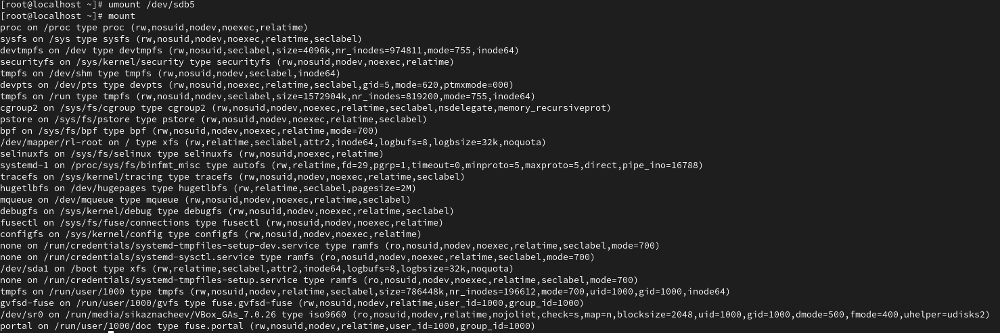 [root@localhost ~]# umount /dev/sdb5
[root@localhost ~]# mount
proc on /proc type proc (rw,nosuid,nodev,noexec,relatime)
sysfs on /sys type sysfs (rw,nosuid,nodev,noexec,relatime,seclabel)
devtmpfs on /dev type devtmpfs (rw,nosuid,seclabel,size=4096k,nr_inodes=974811,mode=755,inode64)
securityfs on /sys/kernel/security type securityfs (rw,nosuid,nodev,noexec,relatime)
tmpfs on /dev/shm type tmpfs (rw,nosuid,nodev,seclabel,inode64)
devpts on /dev/pts type devpts (rw,nosuid,noexec,relatime,seclabel,gid=5,mode=620,ptmxmode=000)
tmpfs on /run type tmpfs (rw,nosuid,nodev,seclabel,size=1572904k,nr_inodes=819200,mode=755,inode64)
cgroup2 on /sys/fs/cgroup type cgroup2 (rw,nosuid,nodev,noexec,relatime,seclabel,nsdelegate,memory_recursiveprot)
pstore on /sys/fs/pstore type pstore (rw,nosuid,nodev,noexec,relatime,seclabel)
bpf on /sys/fs/bpf type bpf (rw,nosuid,nodev,noexec,relatime,mode=700)
/dev/mapper/rl-root on / type xfs (rw,relatime,seclabel,attr2,inode64,logbufs=8,logbsize=32k,noquota)
selinuxfs on /sys/fs/selinux type selinuxfs (rw,nosuid,noexec,relatime)
systemd-1 on /proc/sys/fs/binfmt_misc type autofs (rw,relatime,fd=29,pgrp=1,timeout=0,minproto=5,maxproto=5,direct,pipe_ino=16788)
tracefs on /sys/kernel/tracing type tracefs (rw,nosuid,nodev,noexec,relatime,seclabel)
hugetlbfs on /dev/hugepages type hugetlbfs (rw,relatime,seclabel,pagesize=2M)
mqueue on /dev/mqueue type mqueue (rw,nosuid,nodev,noexec,relatime,seclabel)
debugfs on /sys/kernel/debug type debugfs (rw,nosuid,nodev,noexec,relatime,seclabel)
fusectl on /sys/fs/fuse/connections type fusectl (rw,nosuid,nodev,noexec,relatime)
configfs on /sys/kernel/config type configfs (rw,nosuid,nodev,noexec,relatime)
none on /run/credentials/systemd-tmpfiles-setup-dev.service type ramfs (ro,nosuid,nodev,noexec,relatime,seclabel,mode=700)
none on /run/credentials/systemd-sysctl.service type ramfs (ro,nosuid,nodev,noexec,relatime,seclabel,mode=700)
/dev/sda1 on /boot type xfs (rw,relatime,seclabel,attr2,inode64,logbufs=8,logbsize=32k,noquota)
none on /run/credentials/systemd-tmpfiles-setup.service type ramfs (ro,nosuid,nodev,noexec,relatime,seclabel,mode=700)
tmpfs on /run/user/1000 type tmpfs (rw,nosuid,nodev,relatime,seclabel,size=786448k,nr_inodes=196612,mode=700,uid=1000,gid=1000,inode64)
gvfsd-fuse on /run/user/1000/gvfs type fuse.gvfsd-fuse (rw,nosuid,nodev,relatime,user_id=1000,group_id=1000)
/dev/sr0 on /run/media/sikaznacheev/VBox_GAs_7.0.26 type iso9660 (ro,nosuid,nodev,relatime,nojoliet,check=s,map=n,blocksize=2048,uid=1000,gid=1000,dmode=500,fmode=400,uhelper=udisks2)
portal on /run/user/1000/doc type fuse.portal (rw,nosuid,nodev,relatime,user_id=1000,group_id=1000)